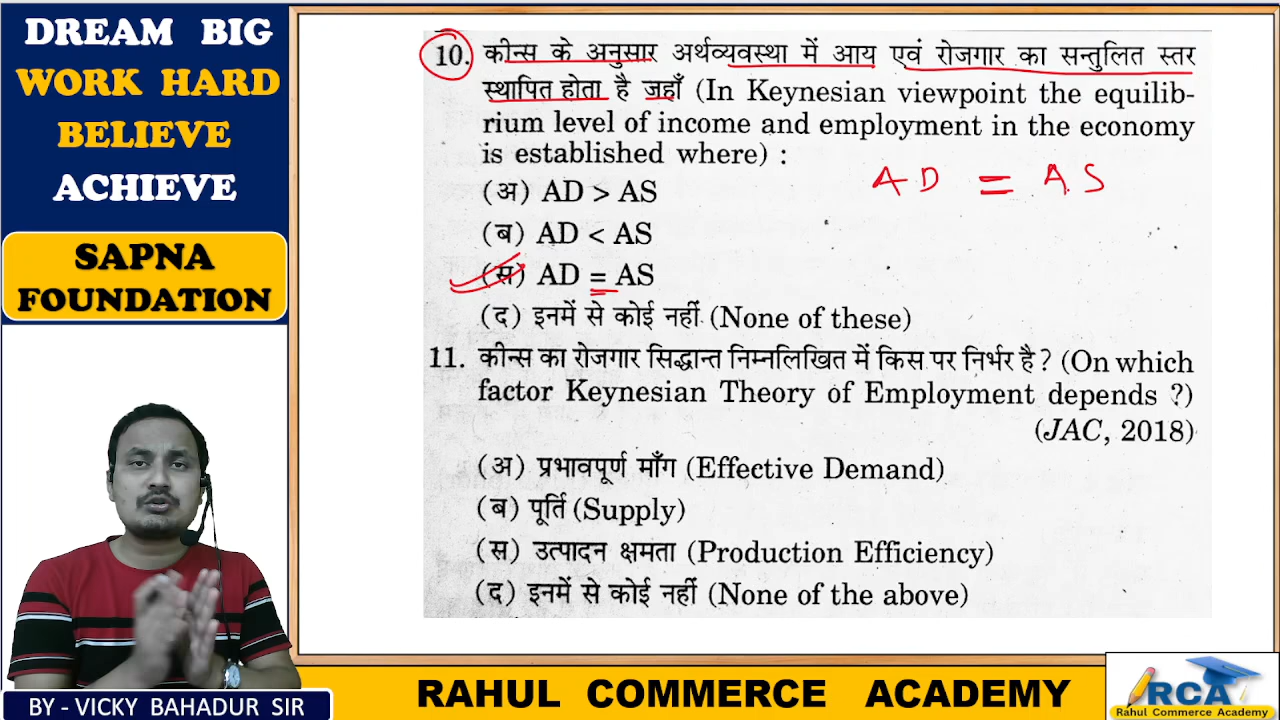 DREAM BIG
WORK HARD
BELIEVE
ACHIEVE
SAPNA
FOUNDATION
10. कीन्स के अनुसार अर्थव्यवस्था में आय एवं रोजगार का सन्तुलित स्तर
स्थापित होता है जहाँ (In Keynesian viewpoint the equilib-
rium level of income and employment in the economy
is established where) :
AD = AS
(अ) AD > AS
(ब) AD < AS
(स) AD = AS
(द) इनमें से कोई नहीं (None of these)
11. कीन्स का रोजगार सिद्धान्त निम्नलिखित में किस पर निर्भर है? (On which
factor Keynesian Theory of Employment depends ?)
(JAC, 2018)
(अ) प्रभावपूर्ण माँग (Effective Demand)
(ब) पूर्ति (Supply)
(स) उत्पादन क्षमता (Production Efficiency)
(द) इनमें से कोई नहीं (None of the above)
BY - VICKY BAHADUR SIR
RAHUL COMMERCE ACADEMY
RCA
Rahul Commerce Academy